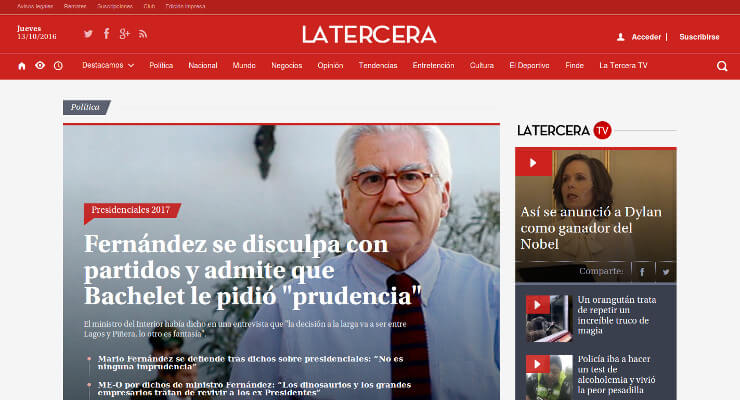 Avisos legales Remates Suscripciones Club Edición impresa
Jueves
13/10/2016
LATERCERA
Acceder | Suscribirse
Destacamos Política Nacional Mundo Negocios Opinión Tendencias Entretención Cultura El Deportivo Finde La Tercera TV
Política
Presidenciales 2017
Fernández se disculpa con
partidos y admite que
Bachelet le pidió "prudencia"
El ministro del Interior había dicho en una entrevista que "la decisión a la larga va a ser entre
Lagos y Piñera, lo otro es fantasía".
Mario Fernández se defiende tras dichos sobre presidenciales: "No es
ninguna imprudencia"
ME-O por dichos de ministro Fernández: "Los dinosaurios y los grandes
empresarios tratan de revivir a los ex Presidentes"
LATERCERA TV
Así se anunció a Dylan
como ganador del
Nobel
Comparte:
Un orangután trata
de repetir un
increíble truco de
magia
Policía iba a hacer
un test de
alcoholemia y vivió
la peor pesadilla